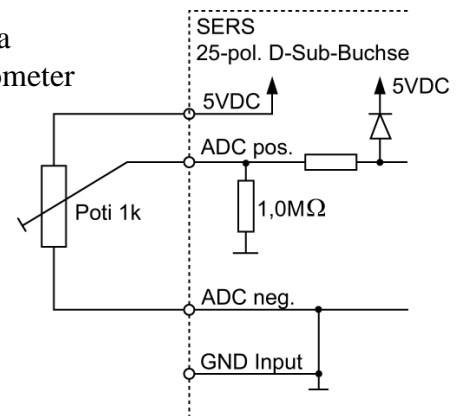 a
ometer
SERS
25-pol. D-Sub-Buchse
5VDC
5VDC
ADC pos.
Poti 1k
1,0MΩ
ADC neg.
GND Input